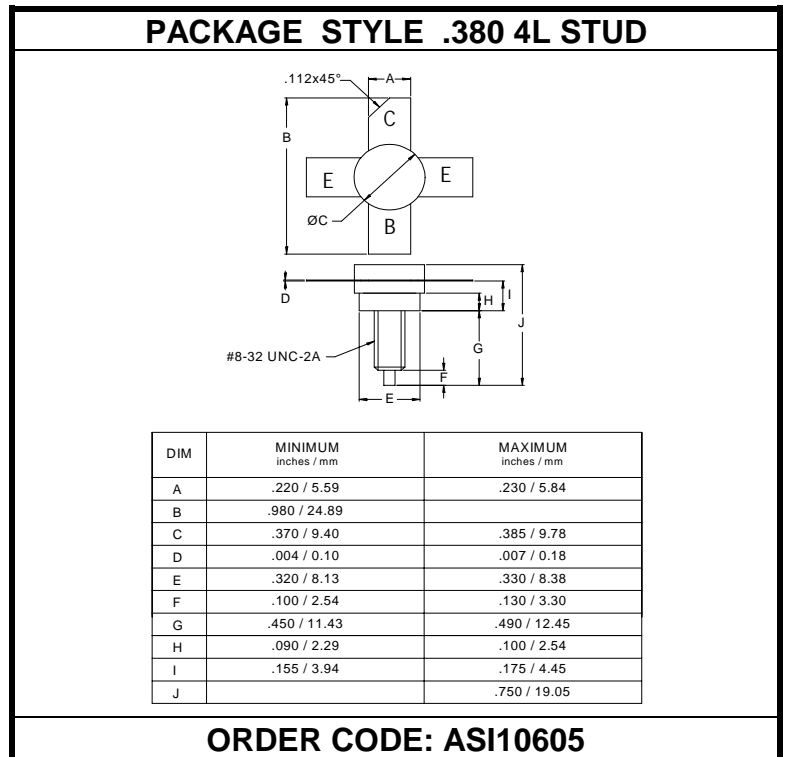 PACKAGE STYLE .380 4L STUD
.112x45°
A
B
C
E
E
ØC
B
D
H
I
J
G
#8-32 UNC-2A
F
E
DIM MINIMUM MAXIMUM
inches / mm inches / mm
A .220 / 5.59 .230 / 5.84
B .980 / 24.89
C .370 / 9.40 .385 / 9.78
D .004 / 0.10 .007 / 0.18
E .320 / 8.13 .330 / 8.38
F .100 / 2.54 .130 / 3.30
G .450 / 11.43 .490 / 12.45
H .090 / 2.29 .100 / 2.54
I .155 / 3.94 .175 / 4.45
J .750 / 19.05
ORDER CODE: ASI10605